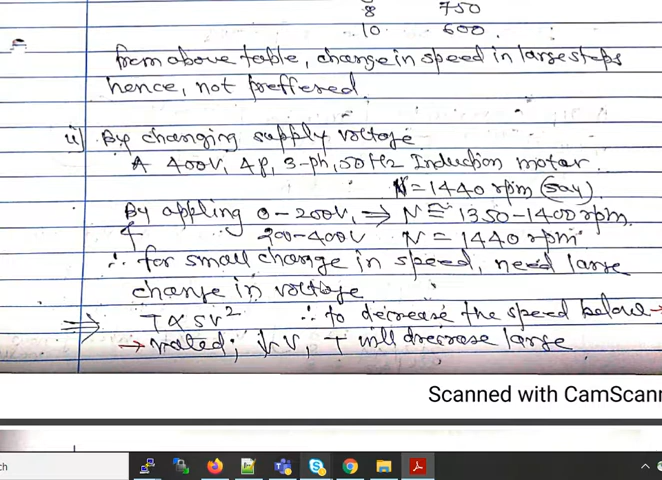 8 750
10 600
from above table, change in speed in large steps
hence, not preffered.
ii) By changing supply voltage
A 400V, 4p, 3-ph, 50Hz Induction motor.
N = 1440 rpm (say)
By appling 0-200V, ⇒ N ≅ 1350-1400 rpm.
200-400V N = 1440 rpm
∴ for small change in speed, need large
change in voltage
⇒ T ∝ SV² ∴ to decrease the speed below →
→ rated; ↓V, T will decrease large
Scanned with CamScan
ch